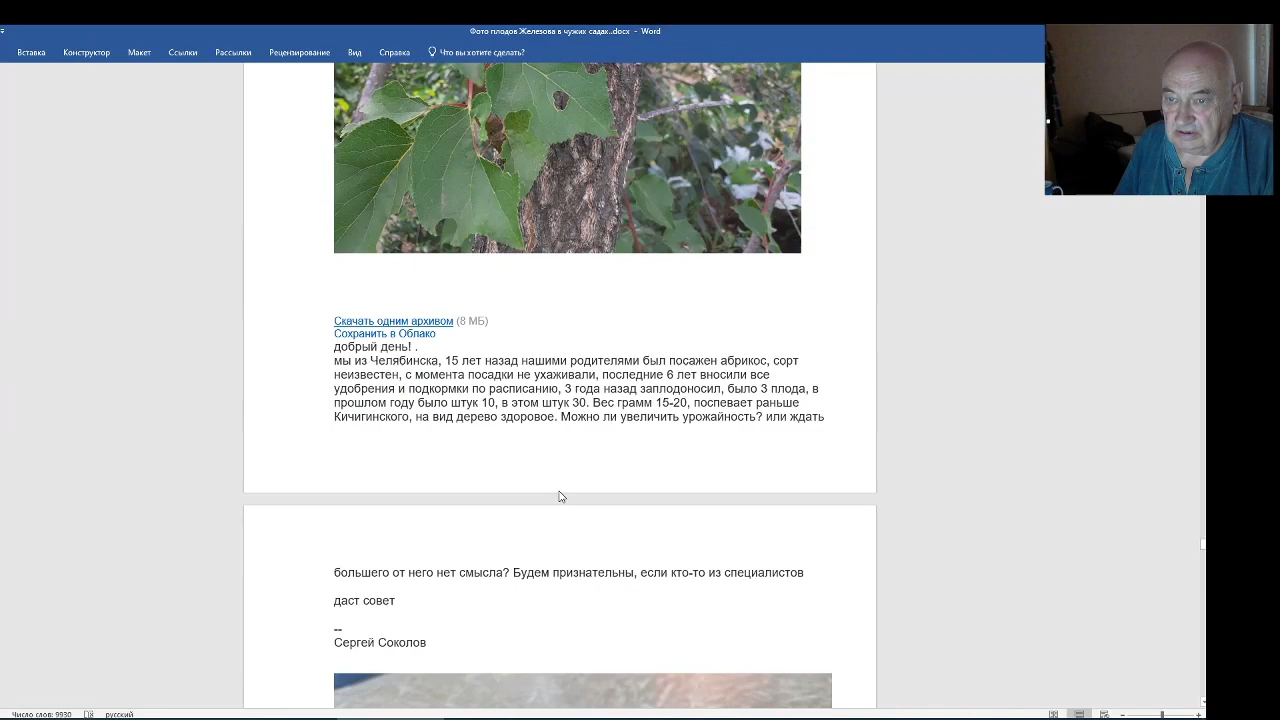 Фото плодов Железова в чужих садах..docx - Word
Вставка Конструктор Макет Ссылки Рассылки Рецензирование Вид Справка Что вы хотите сделать?
Скачать одним архивом (8 МБ)
Сохранить в Облако
добрый день! .
мы из Челябинска, 15 лет назад нашими родителями был посажен абрикос, сорт
неизвестен, с момента посадки не ухаживали, последние 6 лет вносили все
удобрения и подкормки по расписанию, 3 года назад заплодоносил, было 3 плода, в
прошлом году было штук 10, в этом штук 30. Вес грамм 15-20, поспевает раньше
Кичигинского, на вид дерево здоровое. Можно ли увеличить урожайность? или ждать
большего от него нет смысла? Будем признательны, если кто-то из специалистов
даст совет
--
Сергей Соколов
Число слов: 9930 русский